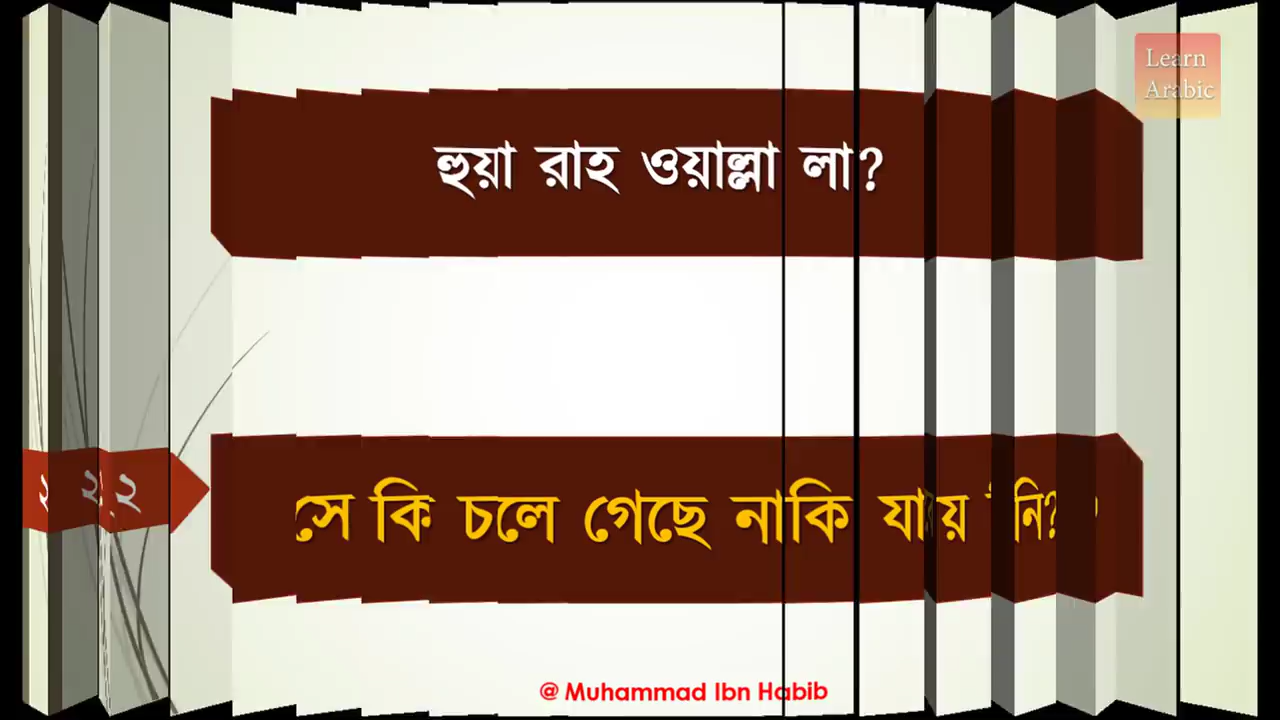 Learn
Arabic
হুয়া রাহ ওয়াল্লা লা?
সে কি চলে গেছে নাকি যায় নি?
@ Muhammad Ibn Habib